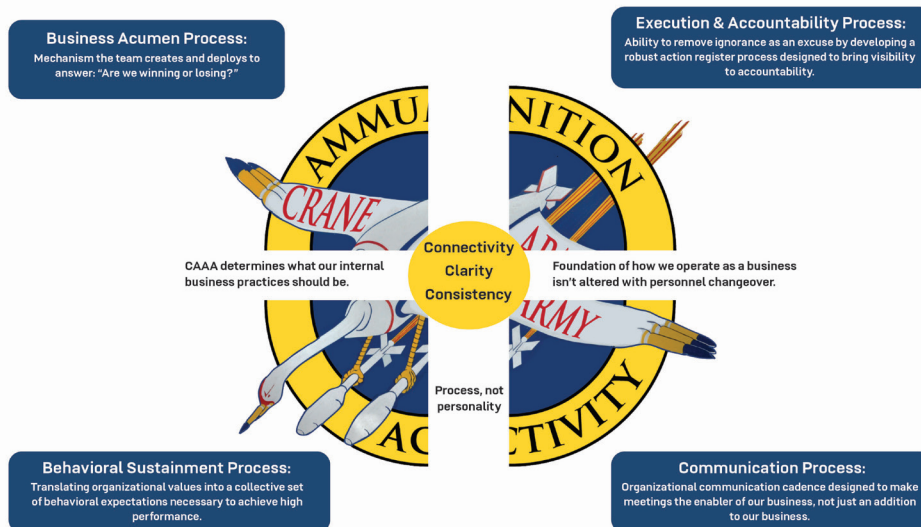 Business Acumen Process:
Mechanism the team creates and deploys to
answer: “Are we winning or losing?”
Execution & Accountability Process:
Ability to remove ignorance as an excuse by developing a
robust action register process designed to bring visibility
to accountability.
AMMU NITION
CRANE
AR
CAAA determines what our internal
business practices should be.
Connectivity
Clarity
Consistency
Foundation of how we operate as a business
isn’t altered with personnel changeover.
ARMY
Process, not
personality
AC CTIVITY
Behavioral Sustainment Process:
Translating organizational values into a collective set
of behavioral expectations necessary to achieve high
performance.
Communication Process:
Organizational communication cadence designed to make
meetings the enabler of our business, not just an addition
to our business.